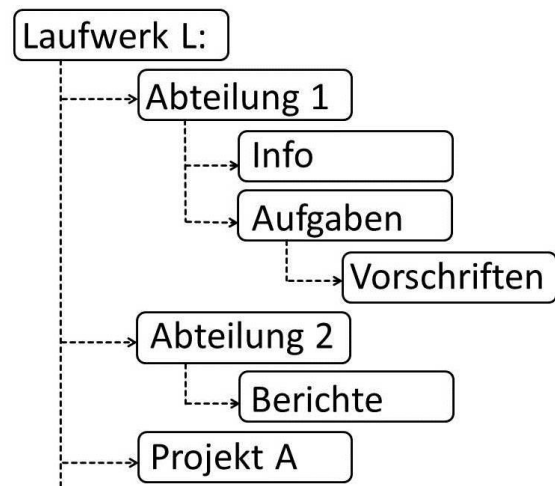 Laufwerk L:
Abteilung 1
Info
Aufgaben
Vorschriften
Abteilung 2
Berichte
Projekt A